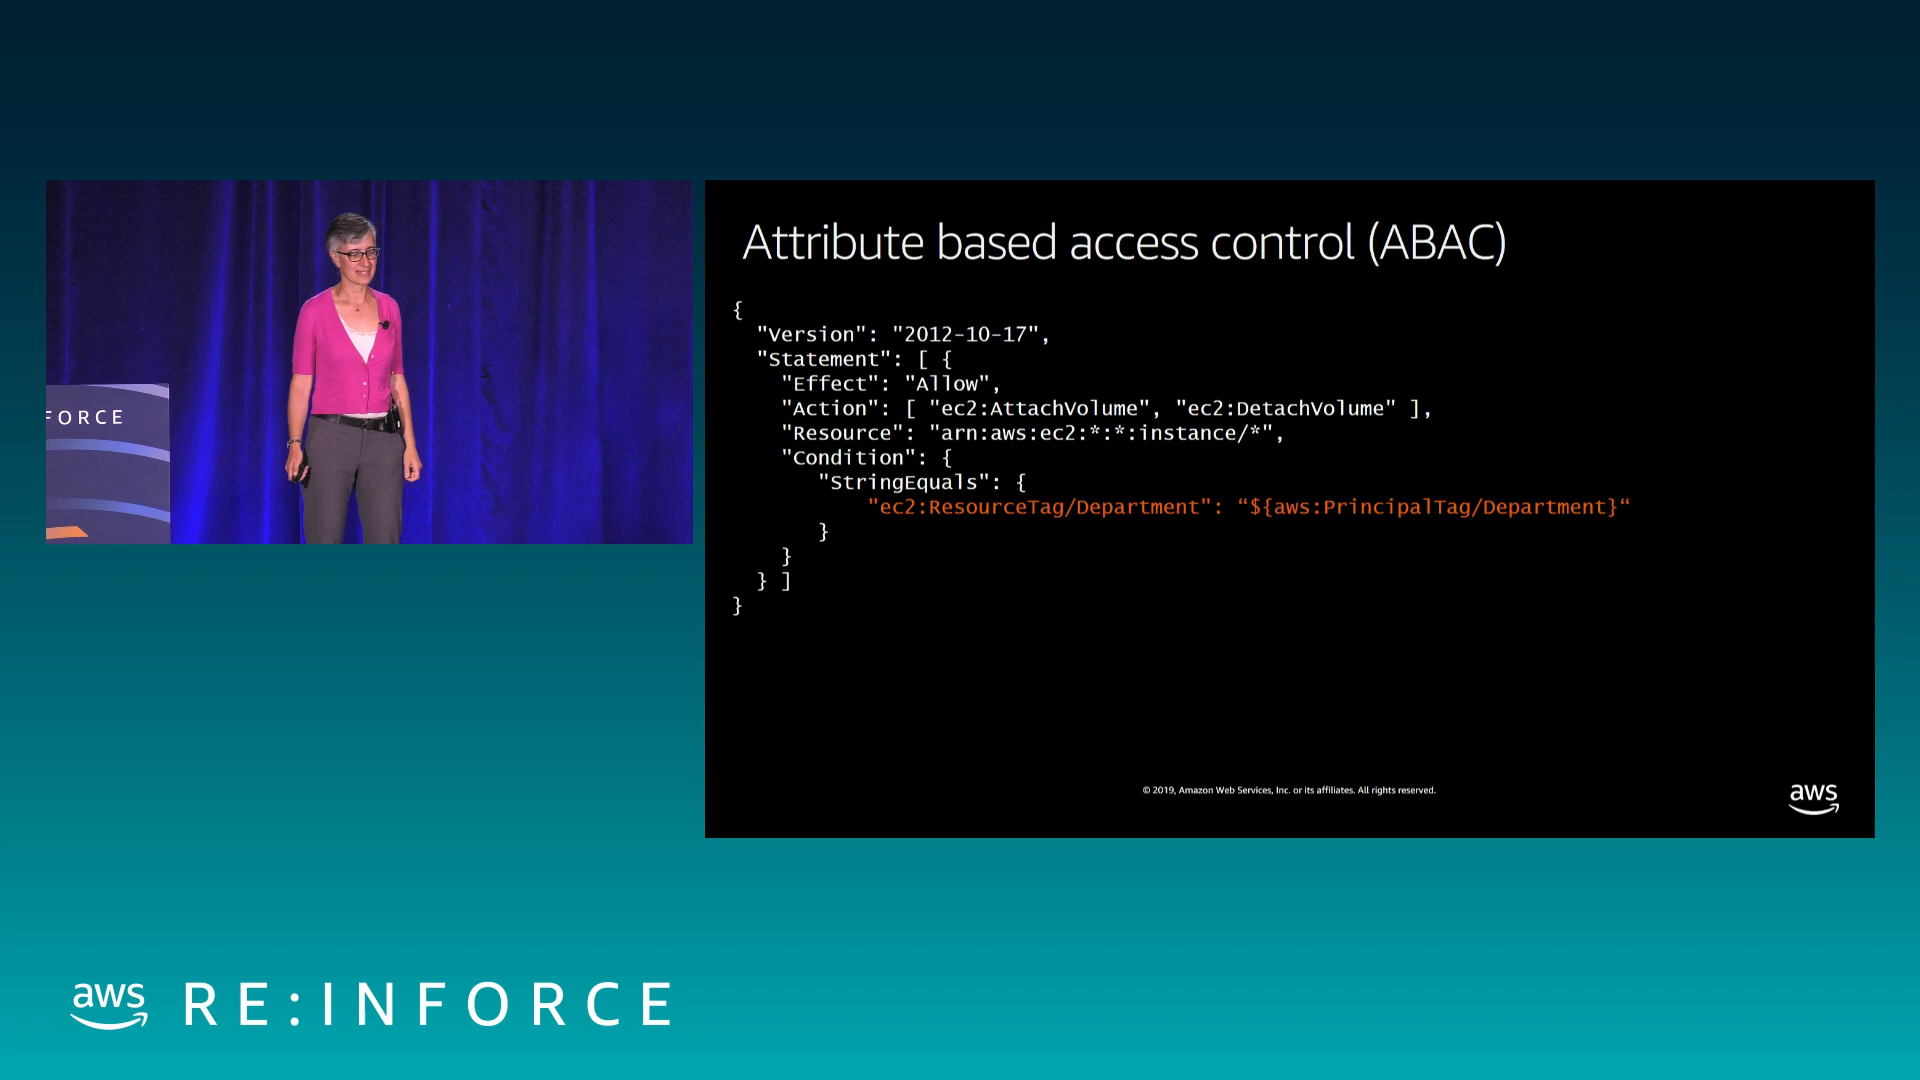 Attribute based access control (ABAC)
{
"Version": "2012-10-17",
"Statement": [ {
"Effect": "Allow",
"Action": [ "ec2:AttachVolume", "ec2:DetachVolume" ],
"Resource": "arn:aws:ec2:*:*:instance/*",
"Condition": {
"StringEquals": {
"ec2:ResourceTag/Department": “${aws:PrincipalTag/Department}“
}
}
} ]
}
FORCE
© 2019, Amazon Web Services, Inc. or its affiliates. All rights reserved.
aws
aws RE:INFORCE